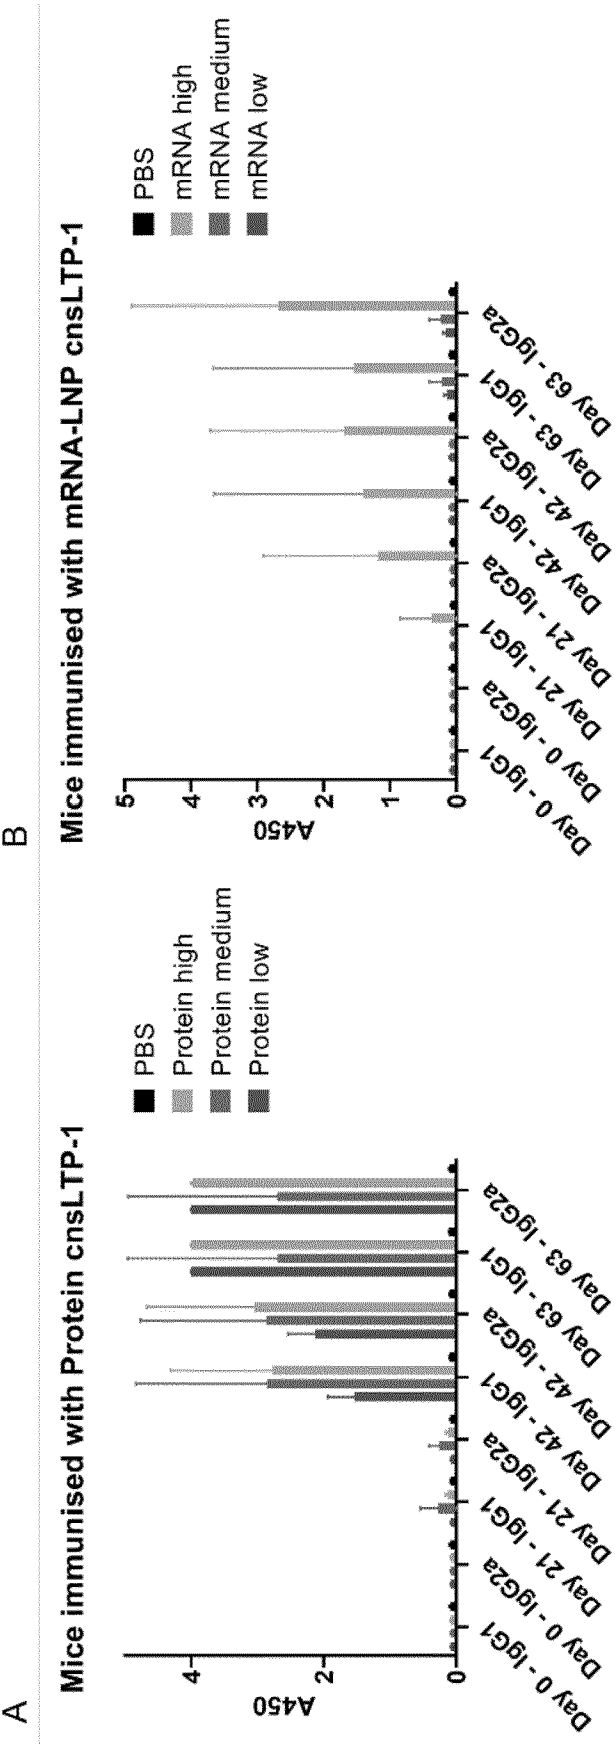 A
Mice immunised with Protein cnsLTP-1
PBS
Protein high
Protein medium
Protein low
A450
4
2
0
Day 0 - IgG1
Day 0 - IgG2a
Day 21 - IgG1
Day 21 - IgG2a
Day 42 - IgG1
Day 42 - IgG2a
Day 63 - IgG1
Day 63 - IgG2a
B
Mice immunised with mRNA-LNP cnsLTP-1
PBS
mRNA high
mRNA medium
mRNA low
A450
5
4
3
2
1
0
Day 0 - IgG1
Day 0 - IgG2a
Day 21 - IgG1
Day 21 - IgG2a
Day 42 - IgG1
Day 42 - IgG2a
Day 63 - IgG1
Day 63 - IgG2a